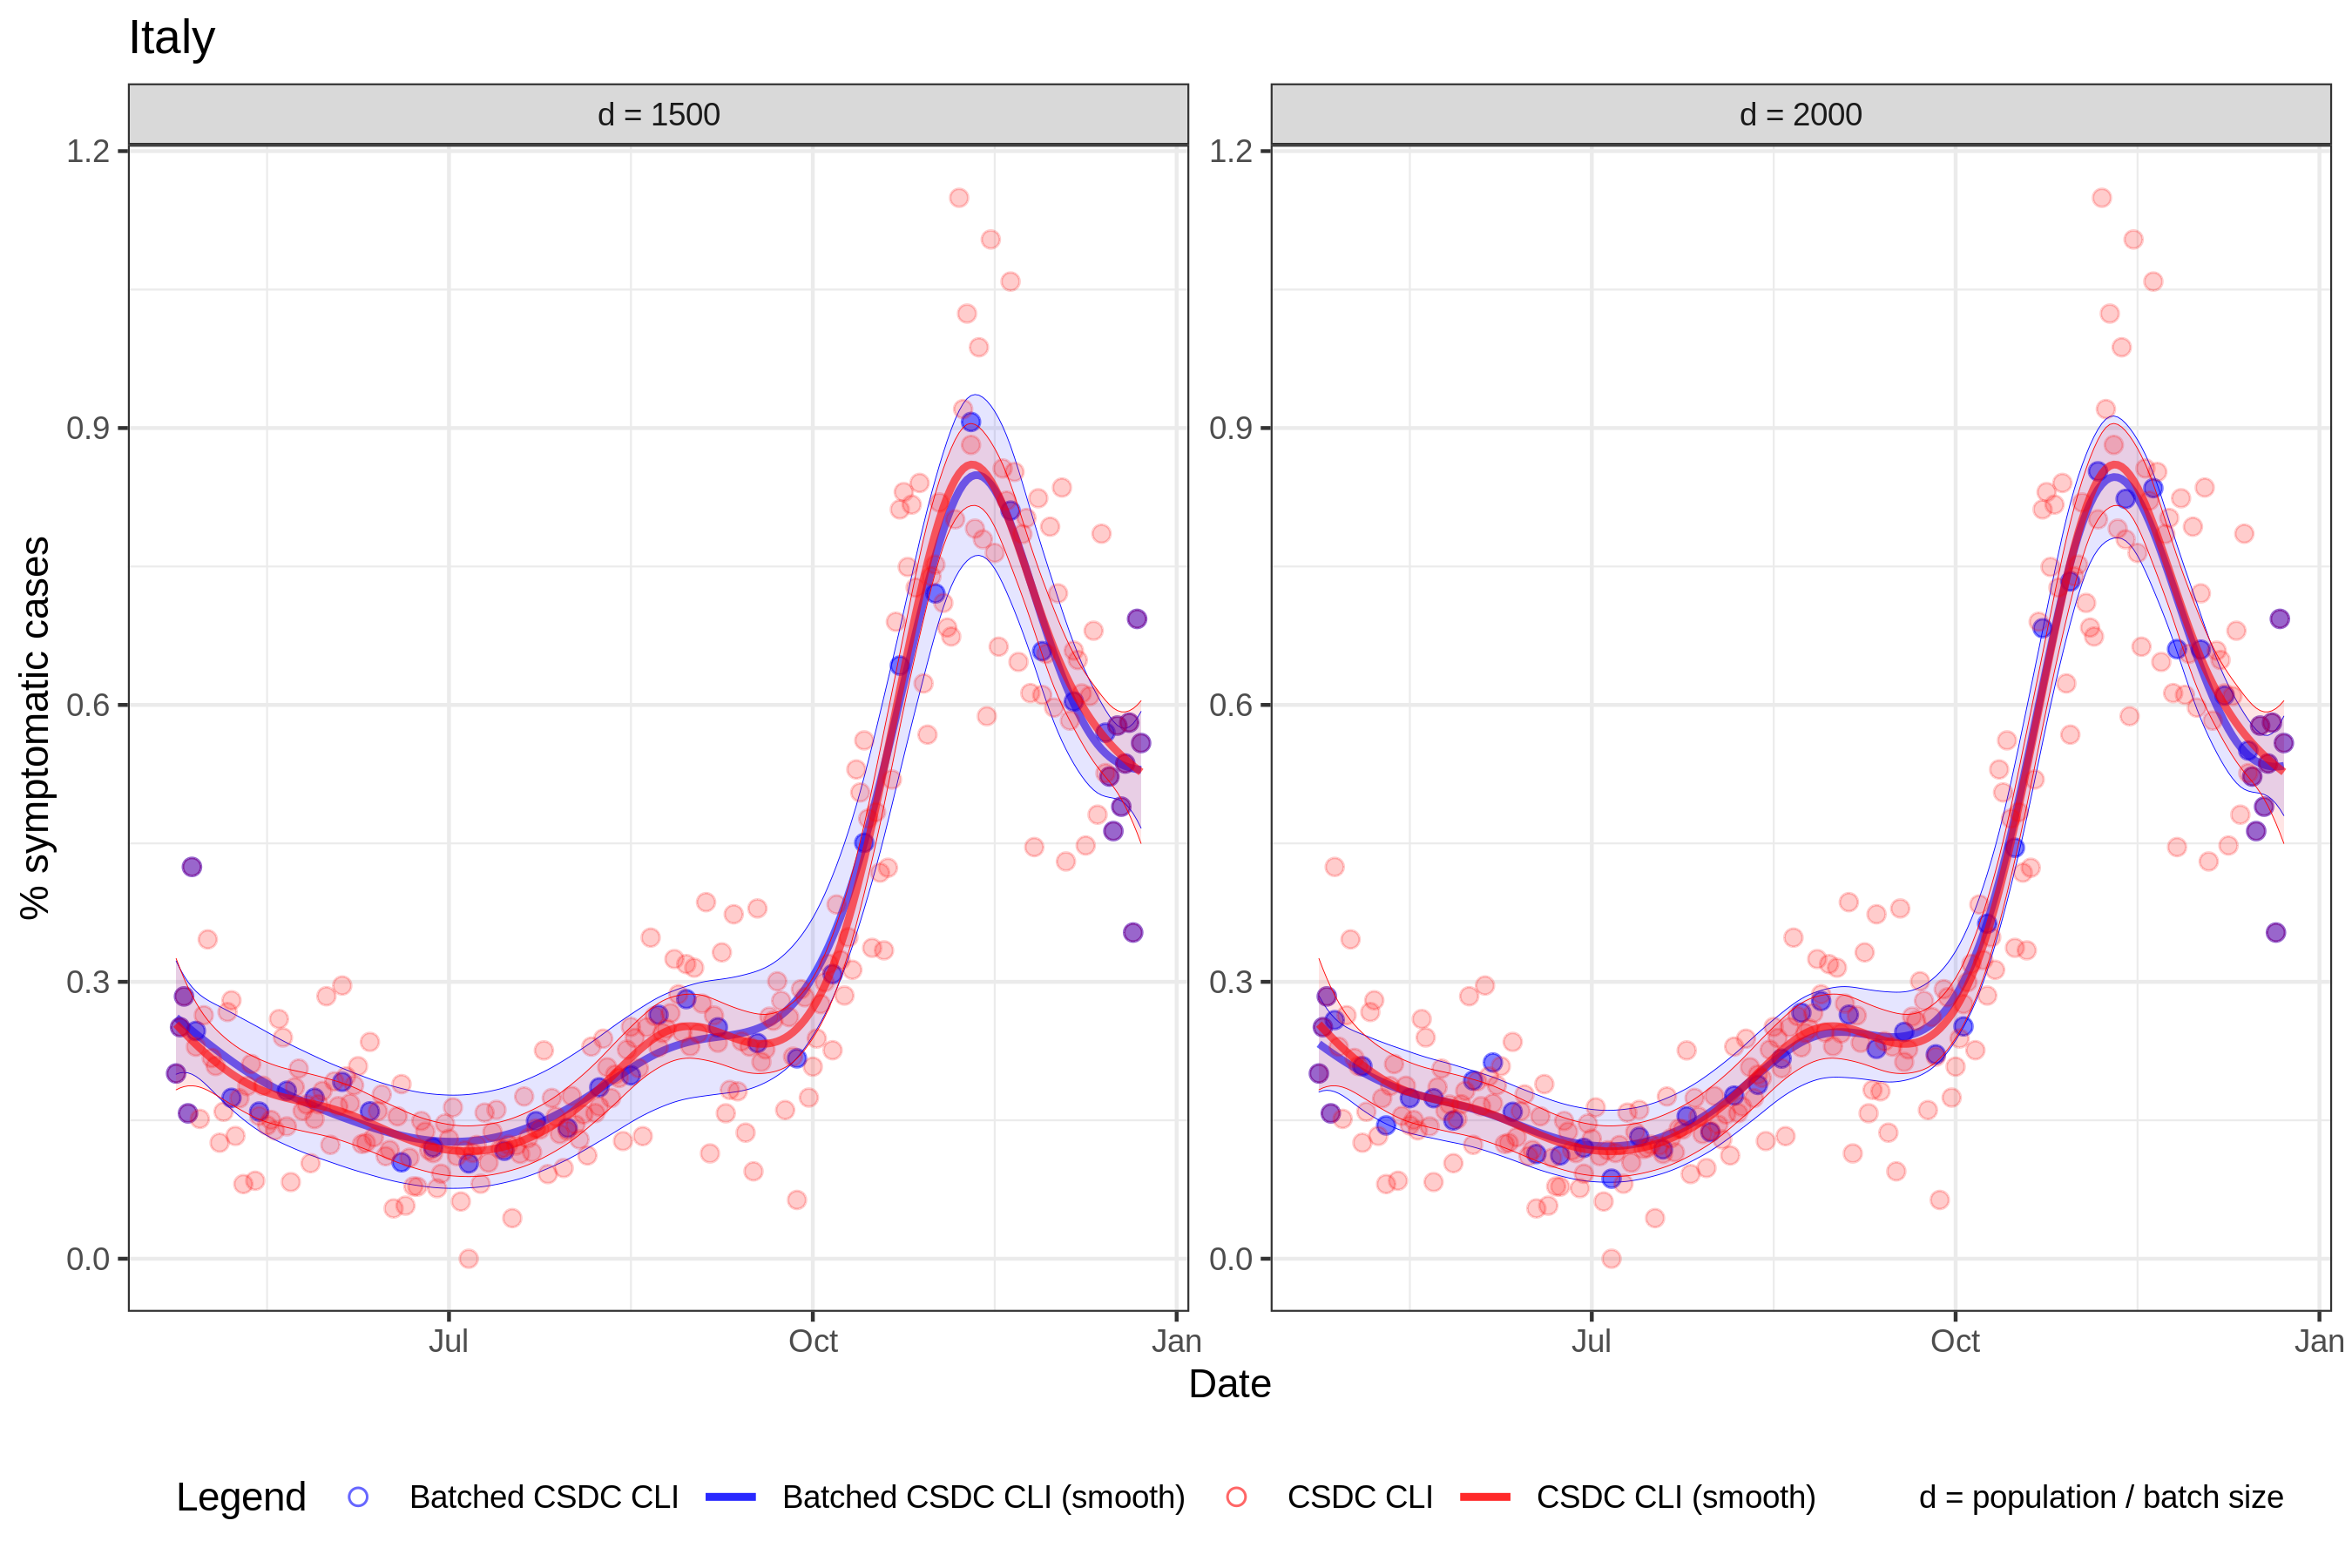 Italy
d = 1500
d = 2000
% symptomatic cases
1.2
0.9
0.6
0.3
0.0
1.2
0.9
0.6
0.3
0.0
Jul
Oct
Jan
Jul
Oct
Jan
Date
Legend Batched CSDC CLI Batched CSDC CLI (smooth) CSDC CLI CSDC CLI (smooth) d = population / batch size